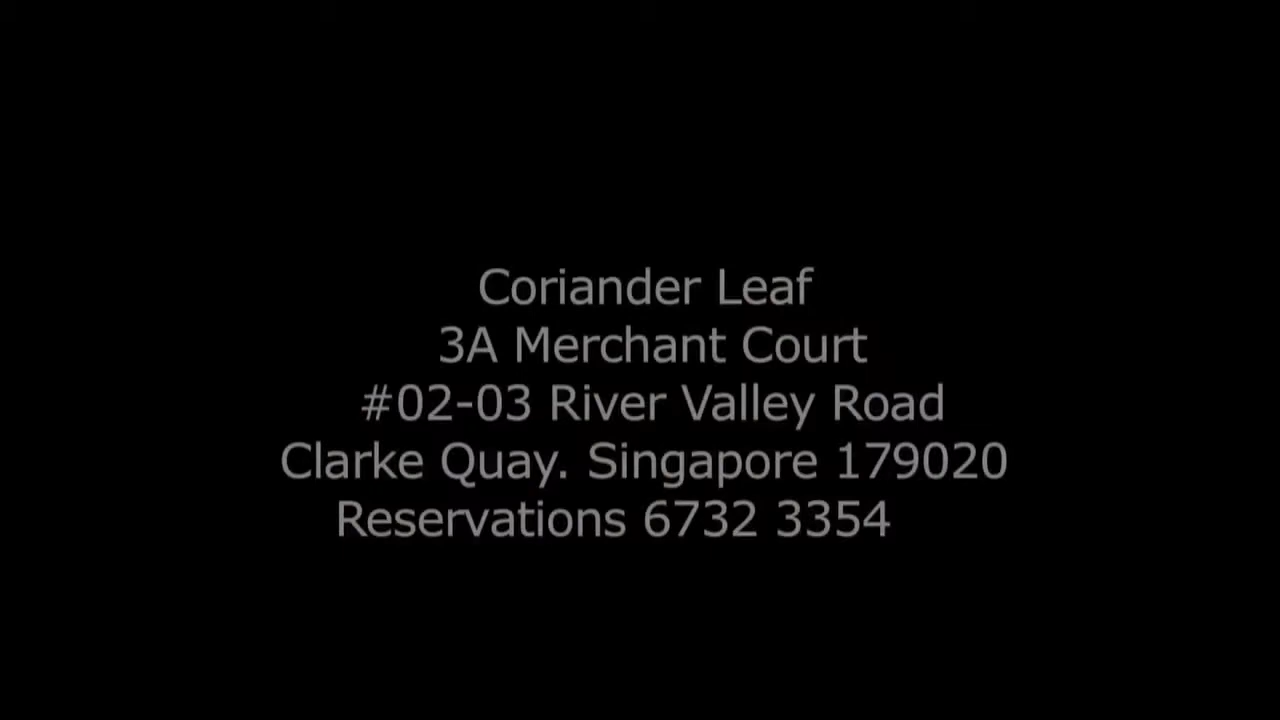 Coriander Leaf
3A Merchant Court
#02-03 River Valley Road
Clarke Quay. Singapore 179020
Reservations 6732 3354